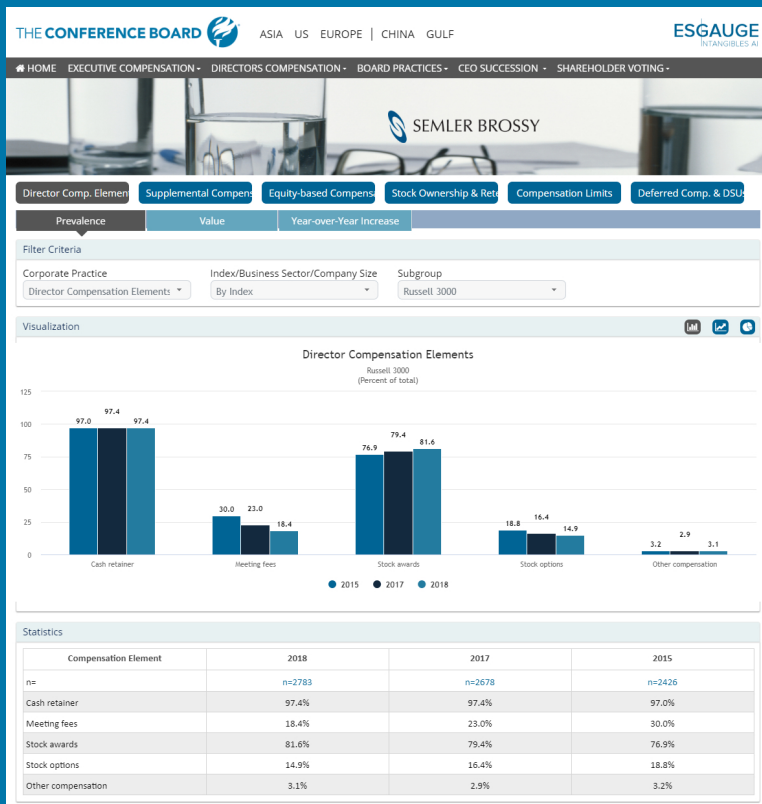 THE CONFERENCE BOARD
ASIA US EUROPE | CHINA GULF
ESGAUGE
INTANGIBLES AI
HOME EXECUTIVE COMPENSATION DIRECTORS COMPENSATION BOARD PRACTICES CEO SUCCESSION SHAREHOLDER VOTING
SEMLER BROSSY
Director Comp. Elemen Supplemental Compens Equity-based Compensa Stock Ownership & Rete Compensation Limits Deferred Comp. & DSUs
Prevalence Value Year-over-Year Increase
Filter Criteria
Corporate Practice Index/Business Sector/Company Size Subgroup
Director Compensation Elements By Index Russell 3000
Visualization
Director Compensation Elements
Russell 3000
(Percent of total)
125
100
75
50
25
0
97.0 97.4 97.4
30.0 23.0 18.4
76.9 79.4 81.6
18.8 16.4 14.9
3.2 2.9 3.1
Cash retainer Meeting fees Stock awards Stock options Other compensation
2015 2017 2018
Statistics
Compensation Element 2018 2017 2015
n= n=2783 n=2678 n=2426
Cash retainer 97.4% 97.4% 97.0%
Meeting fees 18.4% 23.0% 30.0%
Stock awards 81.6% 79.4% 76.9%
Stock options 14.9% 16.4% 18.8%
Other compensation 3.1% 2.9% 3.2%